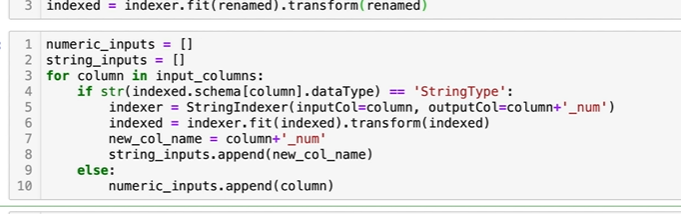 3 indexed = indexer.fit(renamed).transform(renamed)
1 numeric_inputs = []
2 string_inputs = []
3 for column in input_columns:
4     if str(indexed.schema[column].dataType) == 'StringType':
5         indexer = StringIndexer(inputCol=column, outputCol=column+'_num')
6         indexed = indexer.fit(indexed).transform(indexed)
7         new_col_name = column+'_num'
8         string_inputs.append(new_col_name)
9     else:
10         numeric_inputs.append(column)